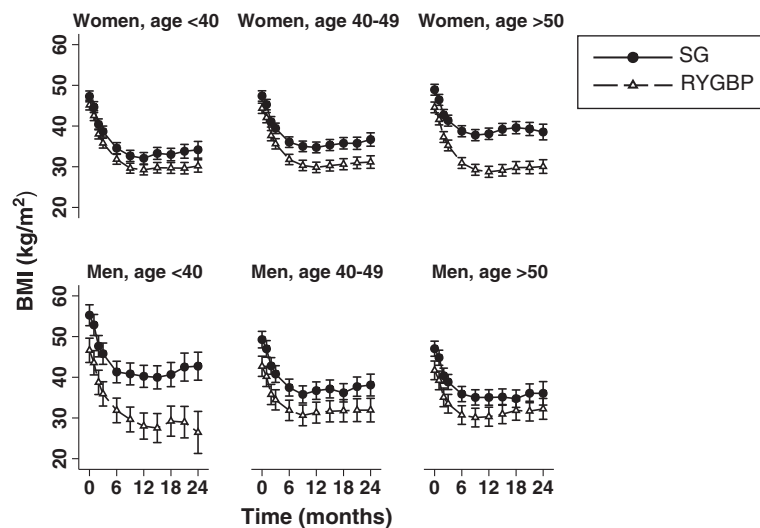 Women, age <40 Women, age 40-49 Women, age >50
SG
RYGBP
60
50
40
30
20
BMI (kg/m²)
Men, age <40 Men, age 40-49 Men, age >50
60
50
40
30
20
0 6 12 18 24 0 6 12 18 24 0 6 12 18 24
Time (months)